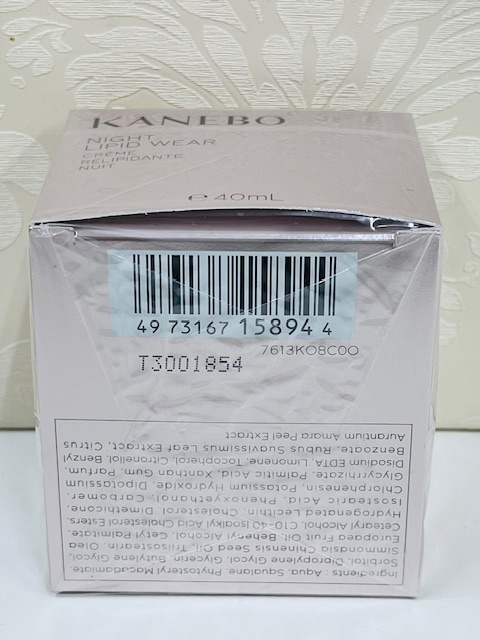 KANEBO
NIGHT
LIPID WEAR
CRÈME
RELIPIDANTE
NUIT
℮ 40mL
49 73167 158944
7613KO8C00
T3001854
Ingredients : Aqua, Squalane, Phytosteryl Macadamiate,
Sorbitol, Dipropylene Glycol, Glycerin, Butylene Glycol,
Simmondsia Chinensis Seed Oil, Triisostearin, Olea
Europaea Fruit Oil, Behenyl Alcohol, Cetyl Palmitate,
Cetearyl Alcohol, C10-40 Isoalkyl Acid Cholesterol Esters,
Hydrogenated Lecithin, Cholesterol, Dimethicone,
Isostearic Acid, Phenoxyethanol, Carbomer,
Chlorphenesin, Potassium Hydroxide, Dipotassium
Glycyrrhizate, Palmitic Acid, Xanthan Gum, Parfum,
Disodium EDTA, Limonene, Citronellol, Tocopherol, Benzyl
Benzoate, Rubus Suavissimus Leaf Extract, Citrus
Aurantium Amara Peel Extract